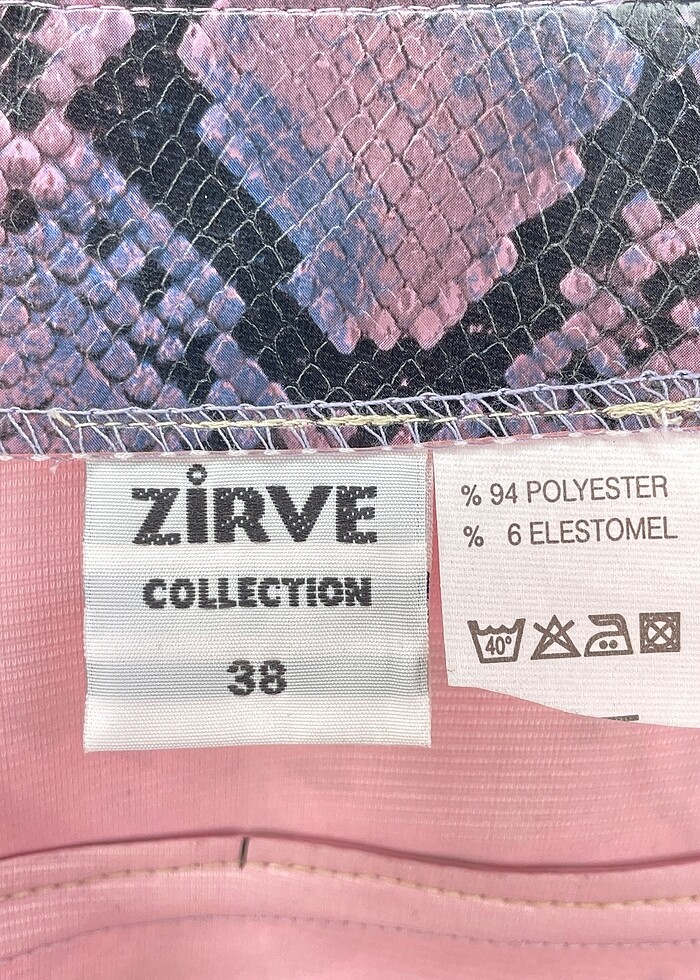 ZİRVE
COLLECTION
38
% 94 POLYESTER
% 6 ELESTOMEL
40°